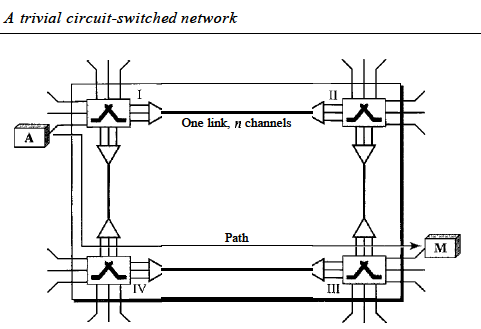 A trivial circuit-switched network
I
II
One link, n channels
A
Path
M
IV
III